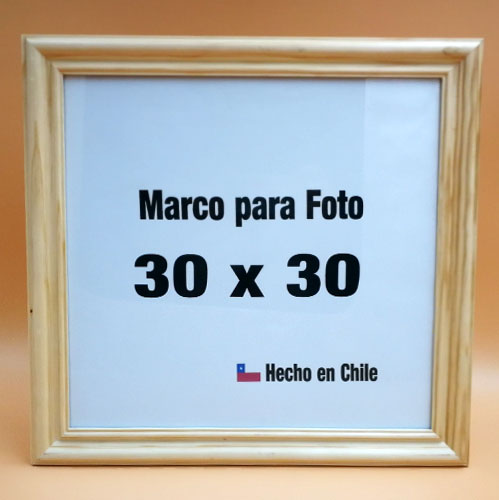 Marco para Foto
30 x 30
Hecho en Chile